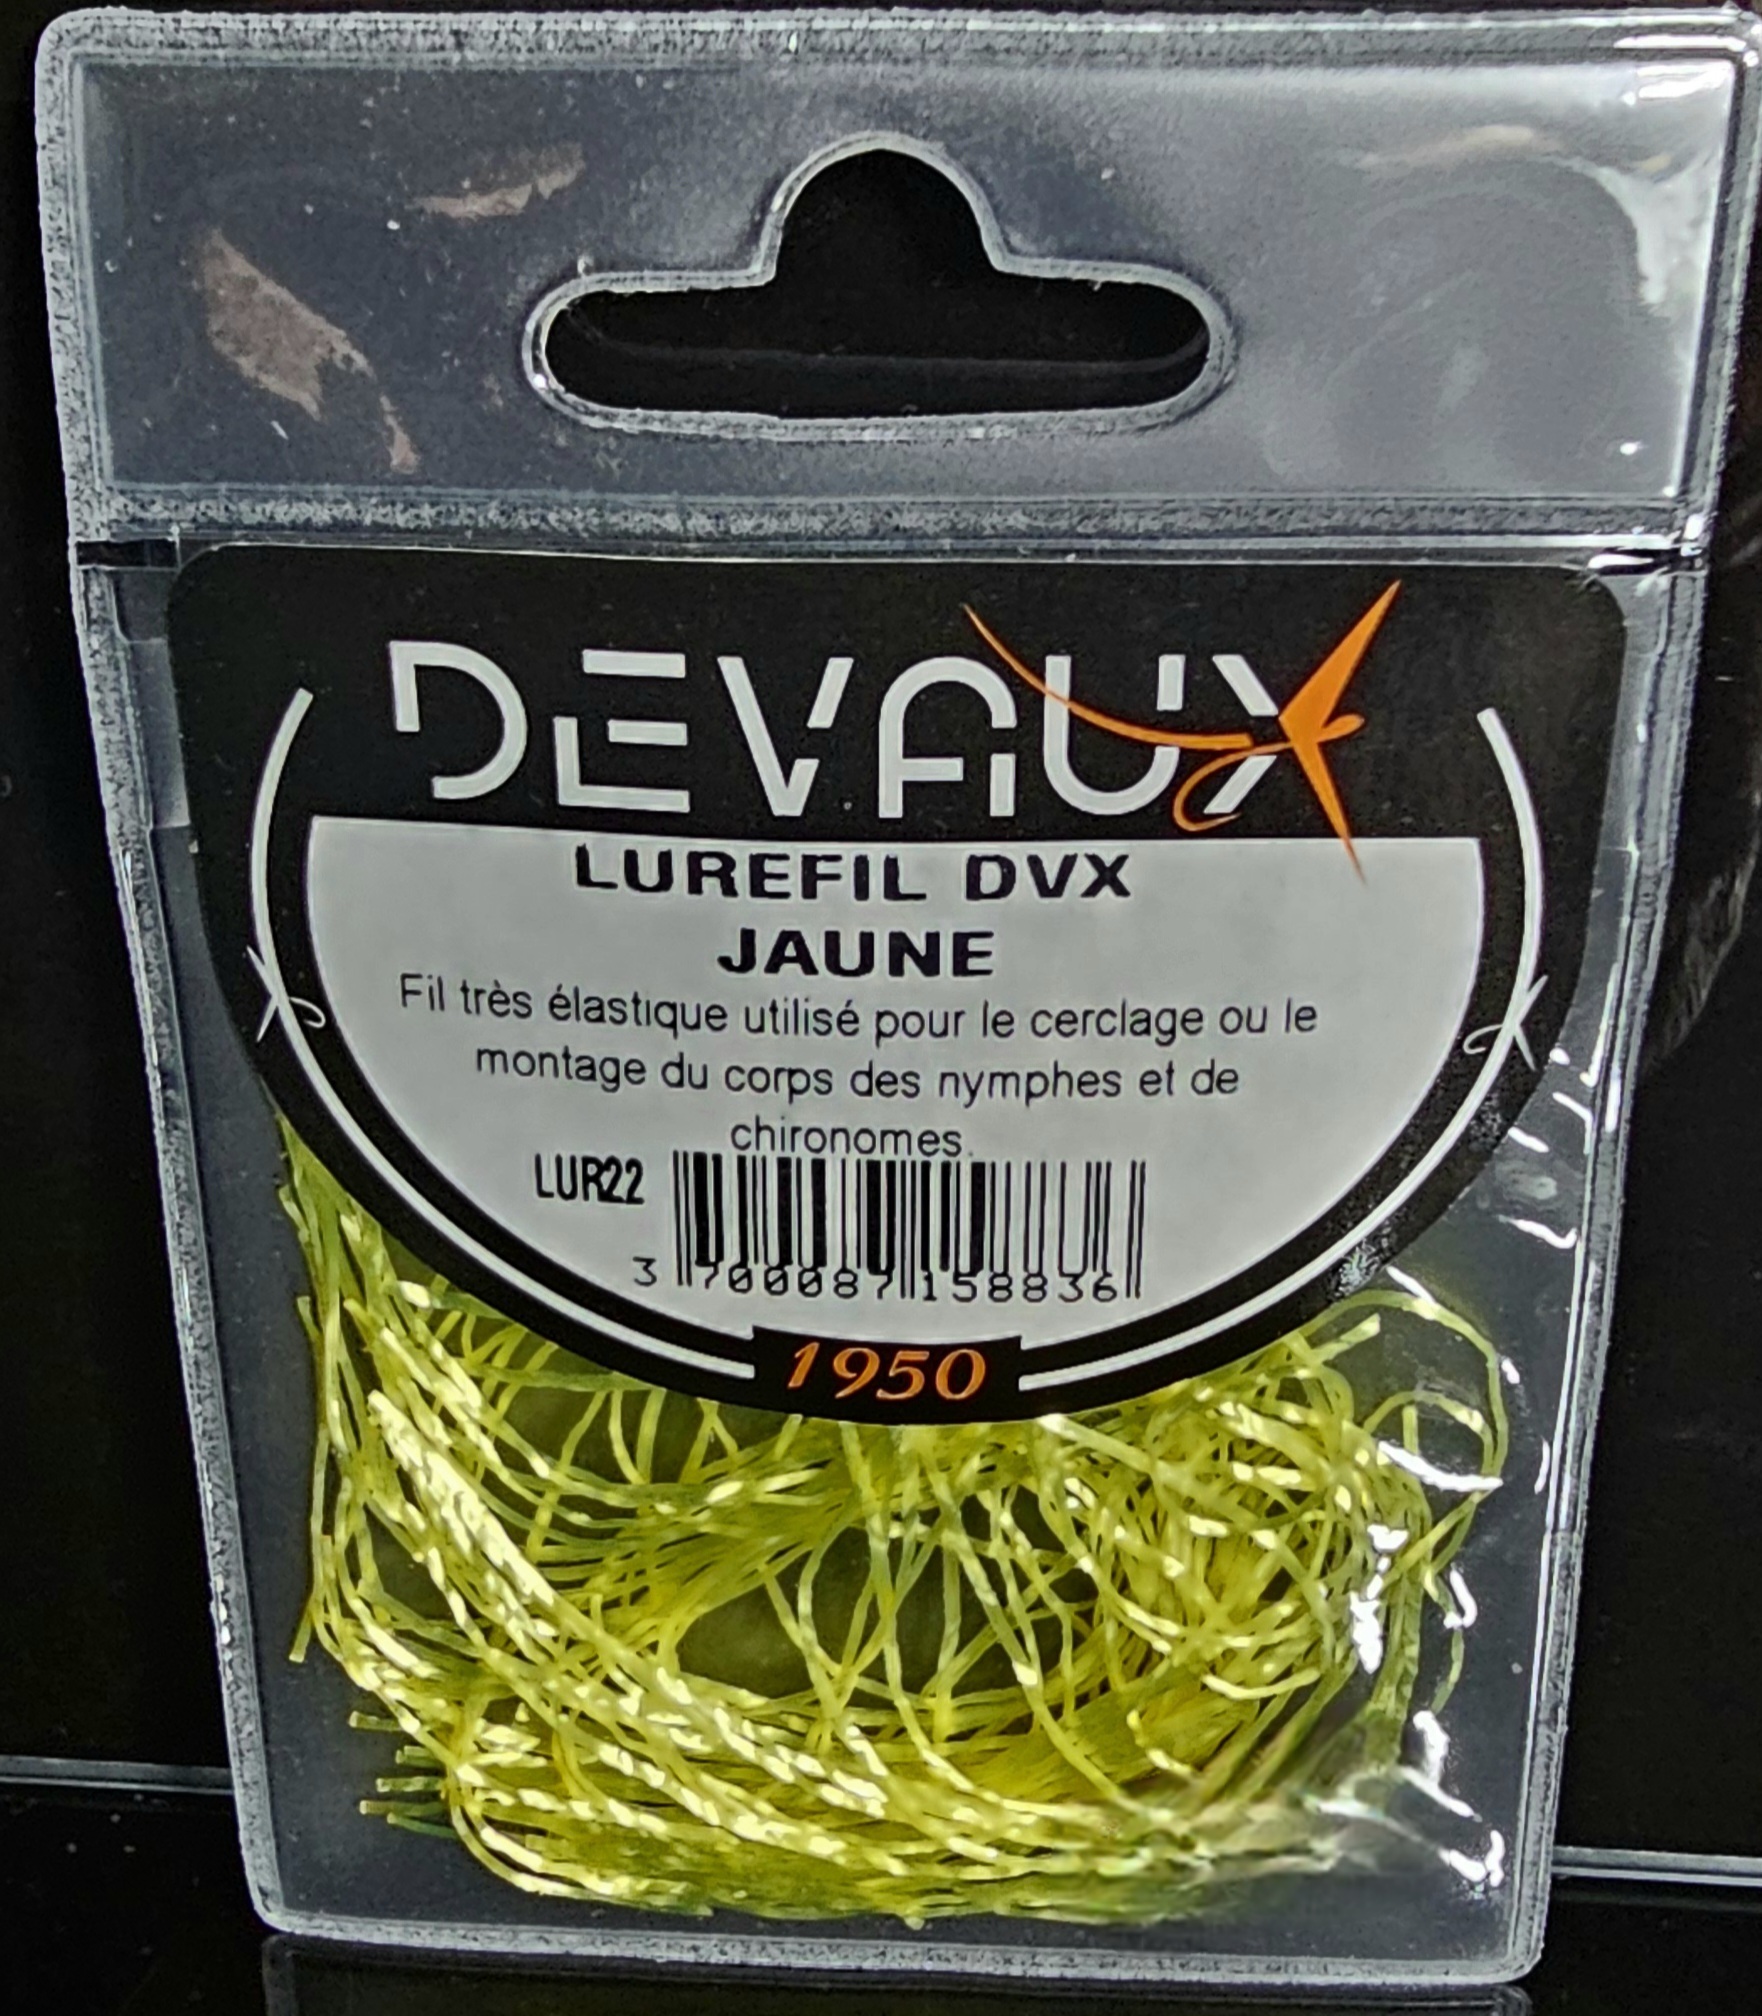 DEVAUX
LUREFIL DVX
JAUNE
Fil très élastique utilisé pour le cerclage ou le
montage du corps des nymphes et de
chironomes.
LUR22
3 700087 158836
1950